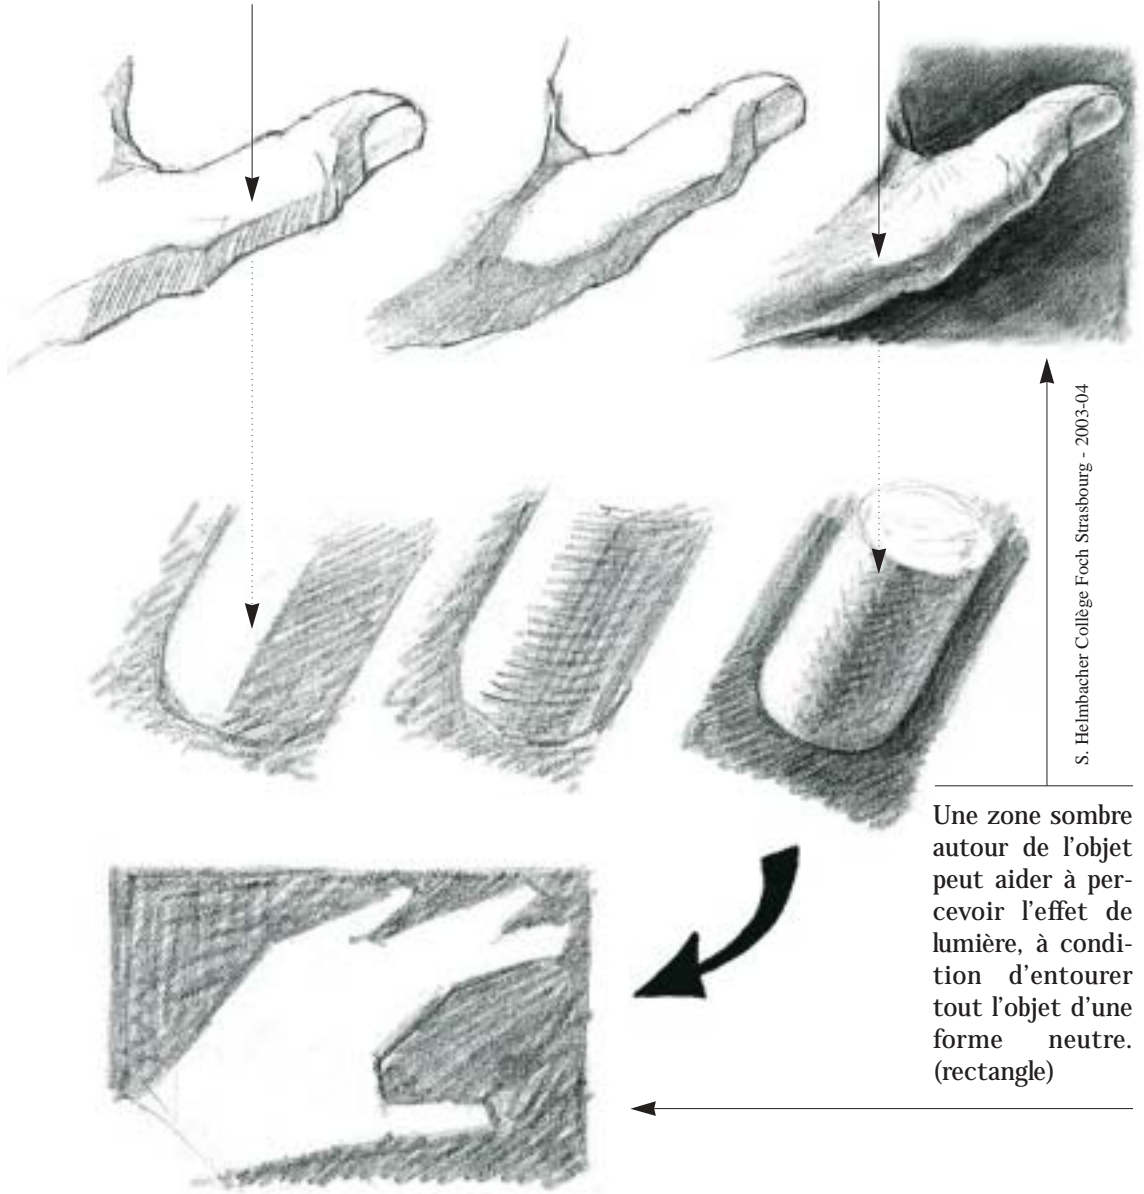 S. Helmbacher Collège Foch Strasbourg - 2003-04
Une zone sombre
autour de l'objet
peut aider à per-
cevoir l'effet de
lumière, à condi-
tion d'entourer
tout l'objet d'une
forme neutre.
(rectangle)